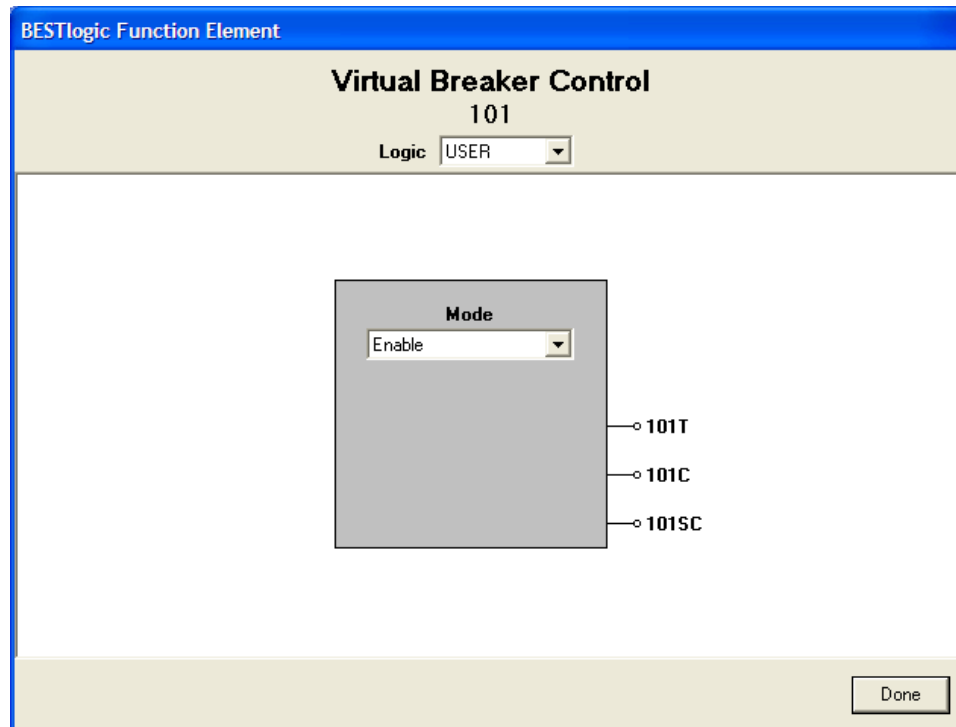 BESTlogic Function Element
Virtual Breaker Control
101
Logic USER
Mode
Enable
101T
101C
101SC
Done